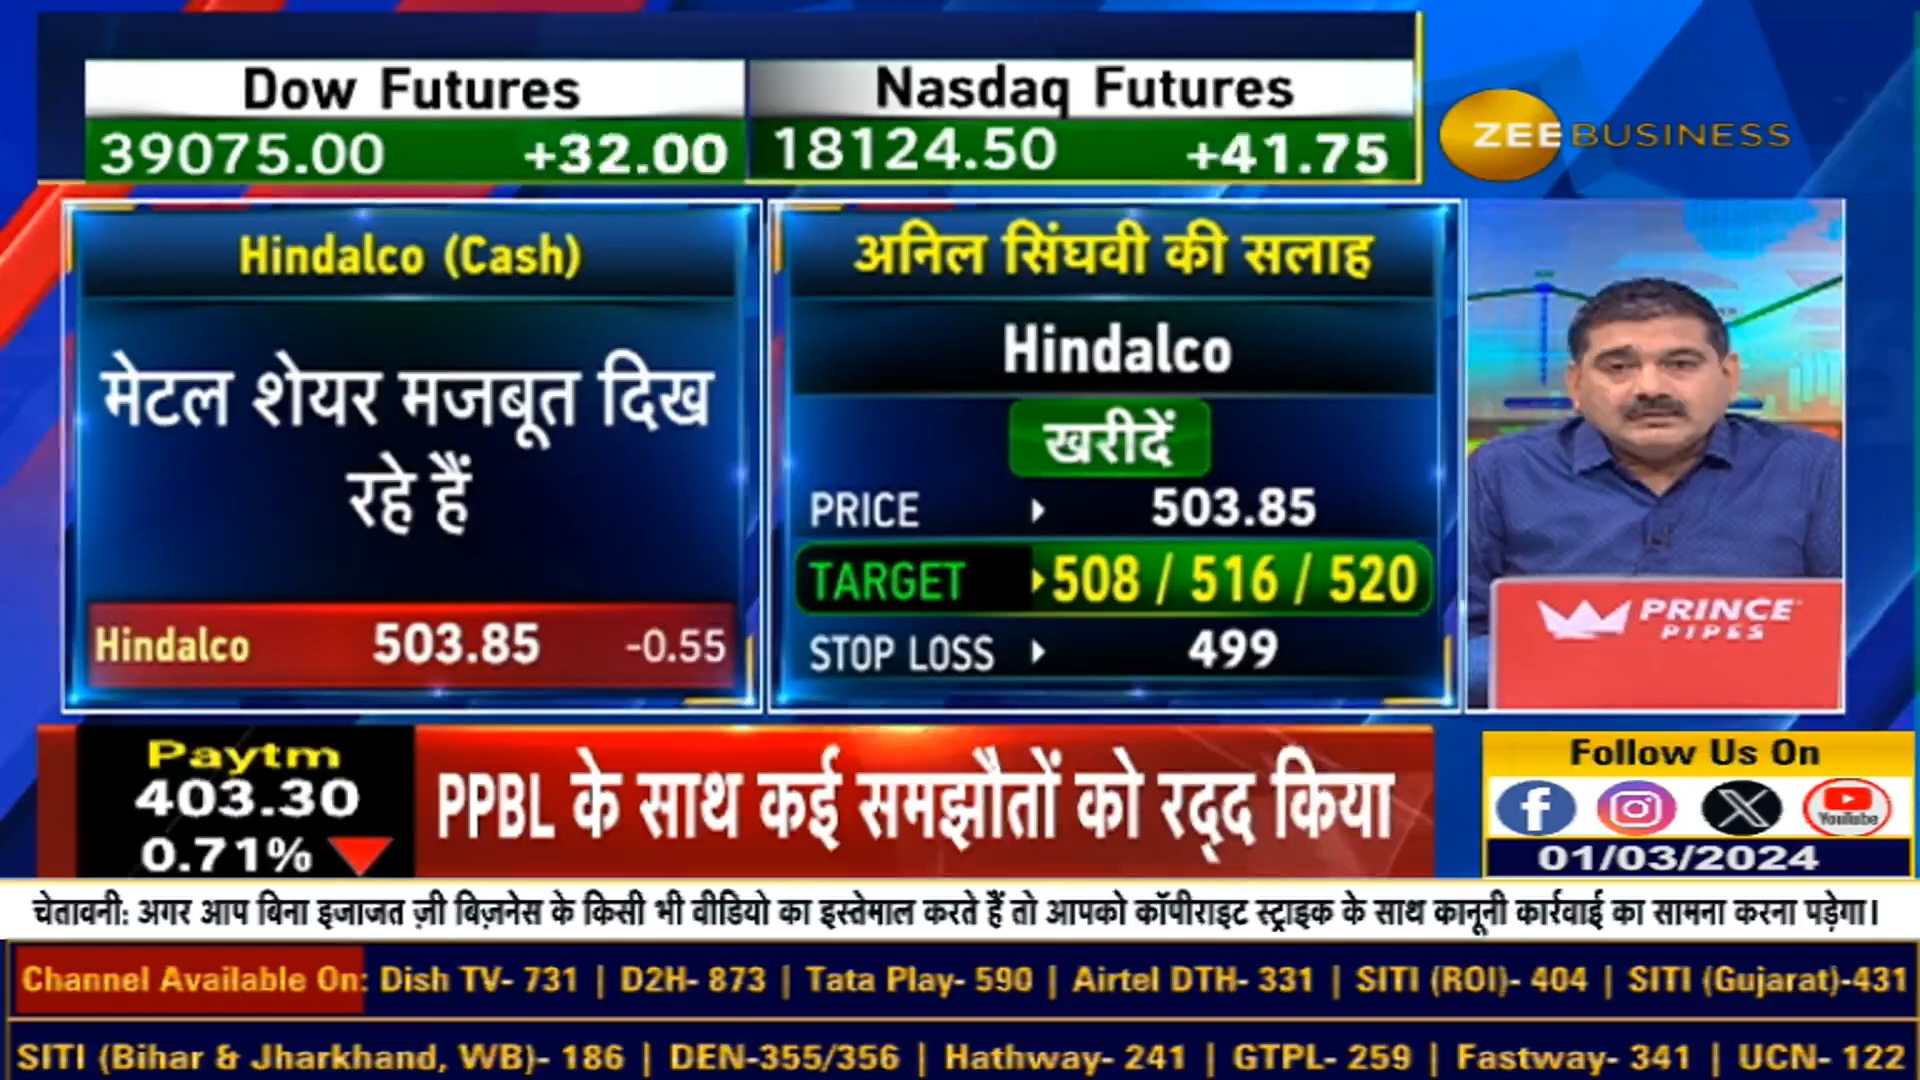 Dow Futures
39075.00 +32.00
Nasdaq Futures
18124.50 +41.75
ZEEBUSINESS
Hindalco (Cash)
मेटल शेयर मजबूत दिख
रहे हैं
Hindalco 503.85 -0.55
अनिल सिंघवी की सलाह
Hindalco
खरीदें
PRICE 503.85
TARGET 508 / 516 / 520
STOP LOSS 499
PRINCE
PIPES
Paytm
403.30
0.71%
PPBL के साथ कई समझौतों को रद्द किया
Follow Us On
YouTube
01/03/2024
चेतावनी: अगर आप बिना इजाजत ज़ी बिज़नेस के किसी भी वीडियो का इस्तेमाल करते हैं तो आपको कॉपीराइट स्ट्राइक के साथ कानूनी कार्रवाई का सामना करना पड़ेगा।
Channel Available On: Dish TV- 731 | D2H- 873 | Tata Play- 590 | Airtel DTH- 331 | SITI (ROI)- 404 | SITI (Gujarat)-431
SITI (Bihar & Jharkhand, WB)- 186 | DEN-355/356 | Hathway- 241 | GTPL- 259 | Fastway- 341 | UCN- 122